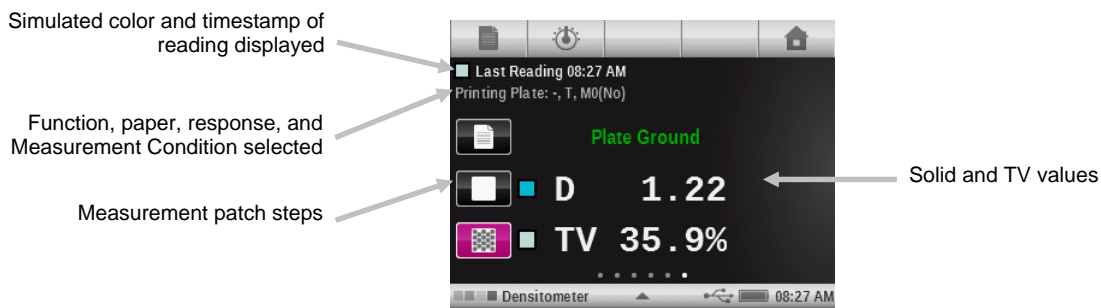 Simulated color and timestamp of
reading displayed
Function, paper, response, and
Measurement Condition selected
Measurement patch steps
Last Reading 08:27 AM
Printing Plate: -, T, M0(No)
Plate Ground
D 1.22
TV 35.9%
Densitometer 08:27 AM
Solid and TV values